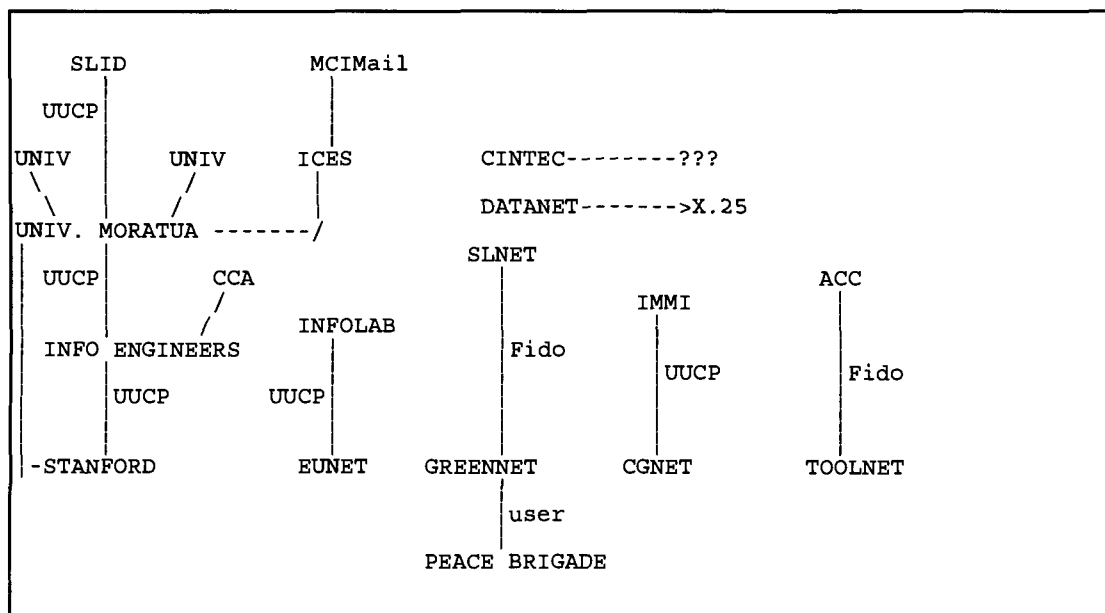 SLID MCIMail
UUCP
UNIV UNIV ICES CINTEC--------???
DATANET------->X.25
UNIV. MORATUA -------/
SLNET
UUCP CCA ACC
IMMI
INFOLAB
INFO ENGINEERS Fido
UUCP Fido
UUCP UUCP
-STANFORD EUNET GREENNET CGNET TOOLNET
user
PEACE BRIGADE